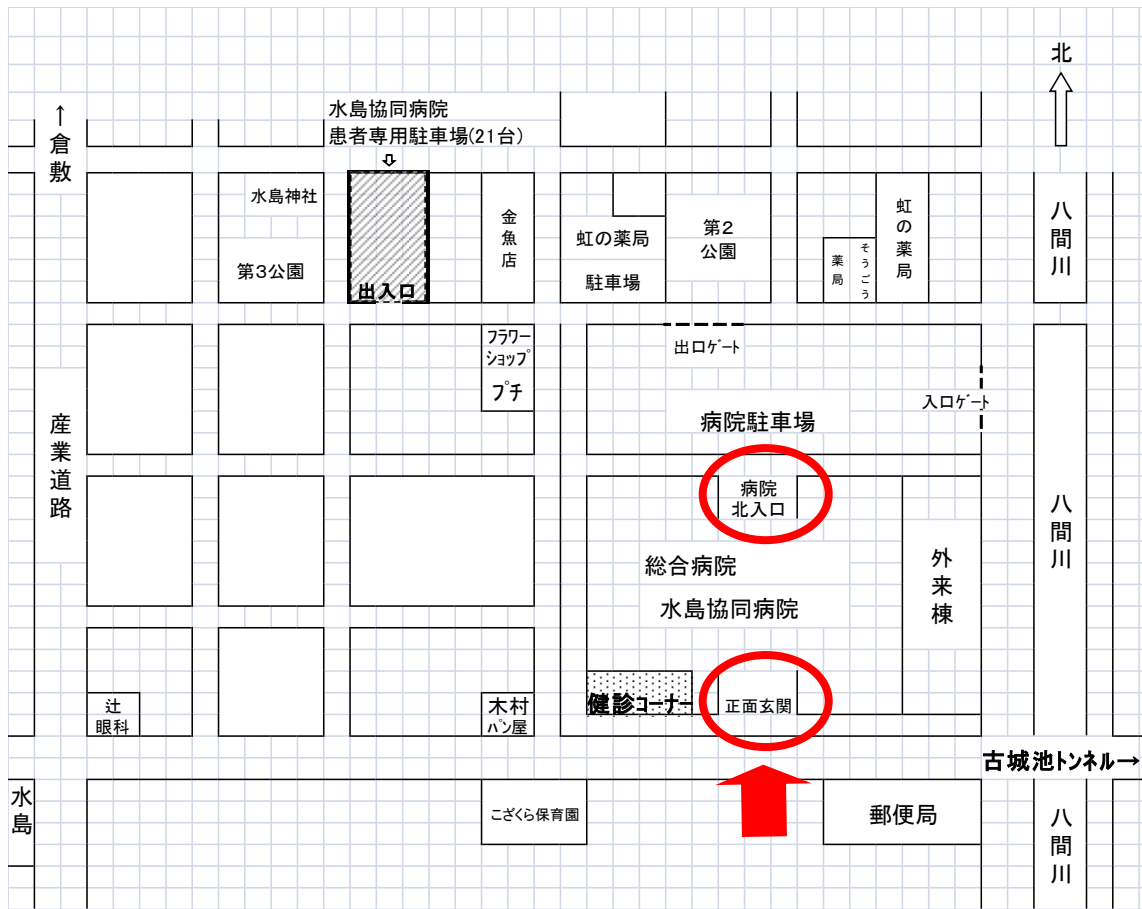 北
↑
倉敷
水島協同病院
患者専用駐車場(21台)
⇩
水島神社
第3公園
出入口
金魚店
虹の薬局
駐車場
第2
公園
そうごう
薬局
虹の薬局
八間川
フラワー
ショップ
プチ
出口ゲート
入口ゲート
病院駐車場
産業道路
病院
北入口
総合病院
水島協同病院
外来棟
八間川
辻
眼科
木村
パン屋
健診コーナー
正面玄関
古城池トンネル→
水島
こざくら保育園
郵便局
八間川